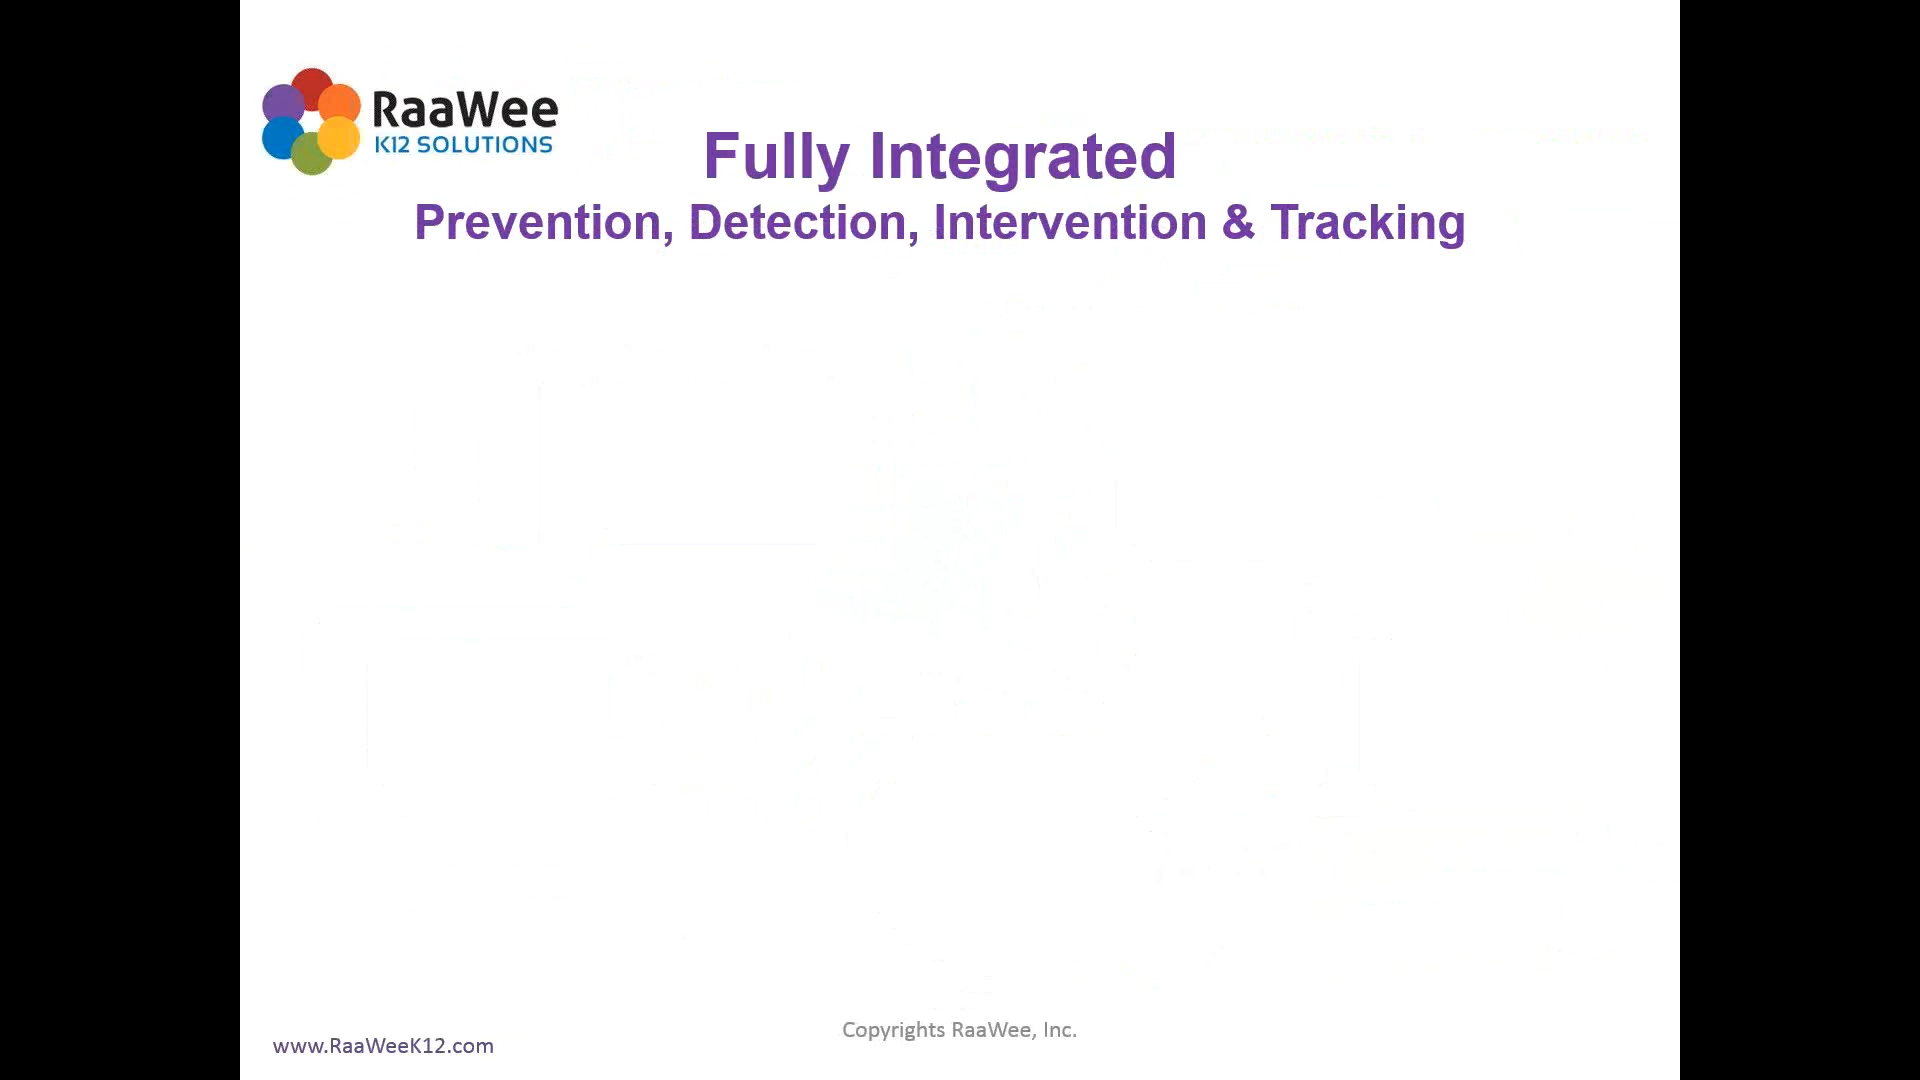 RaaWee
K12 SOLUTIONS
Fully Integrated
Prevention, Detection, Intervention & Tracking
www.RaaWeeK12.com
Copyrights RaaWee, Inc.